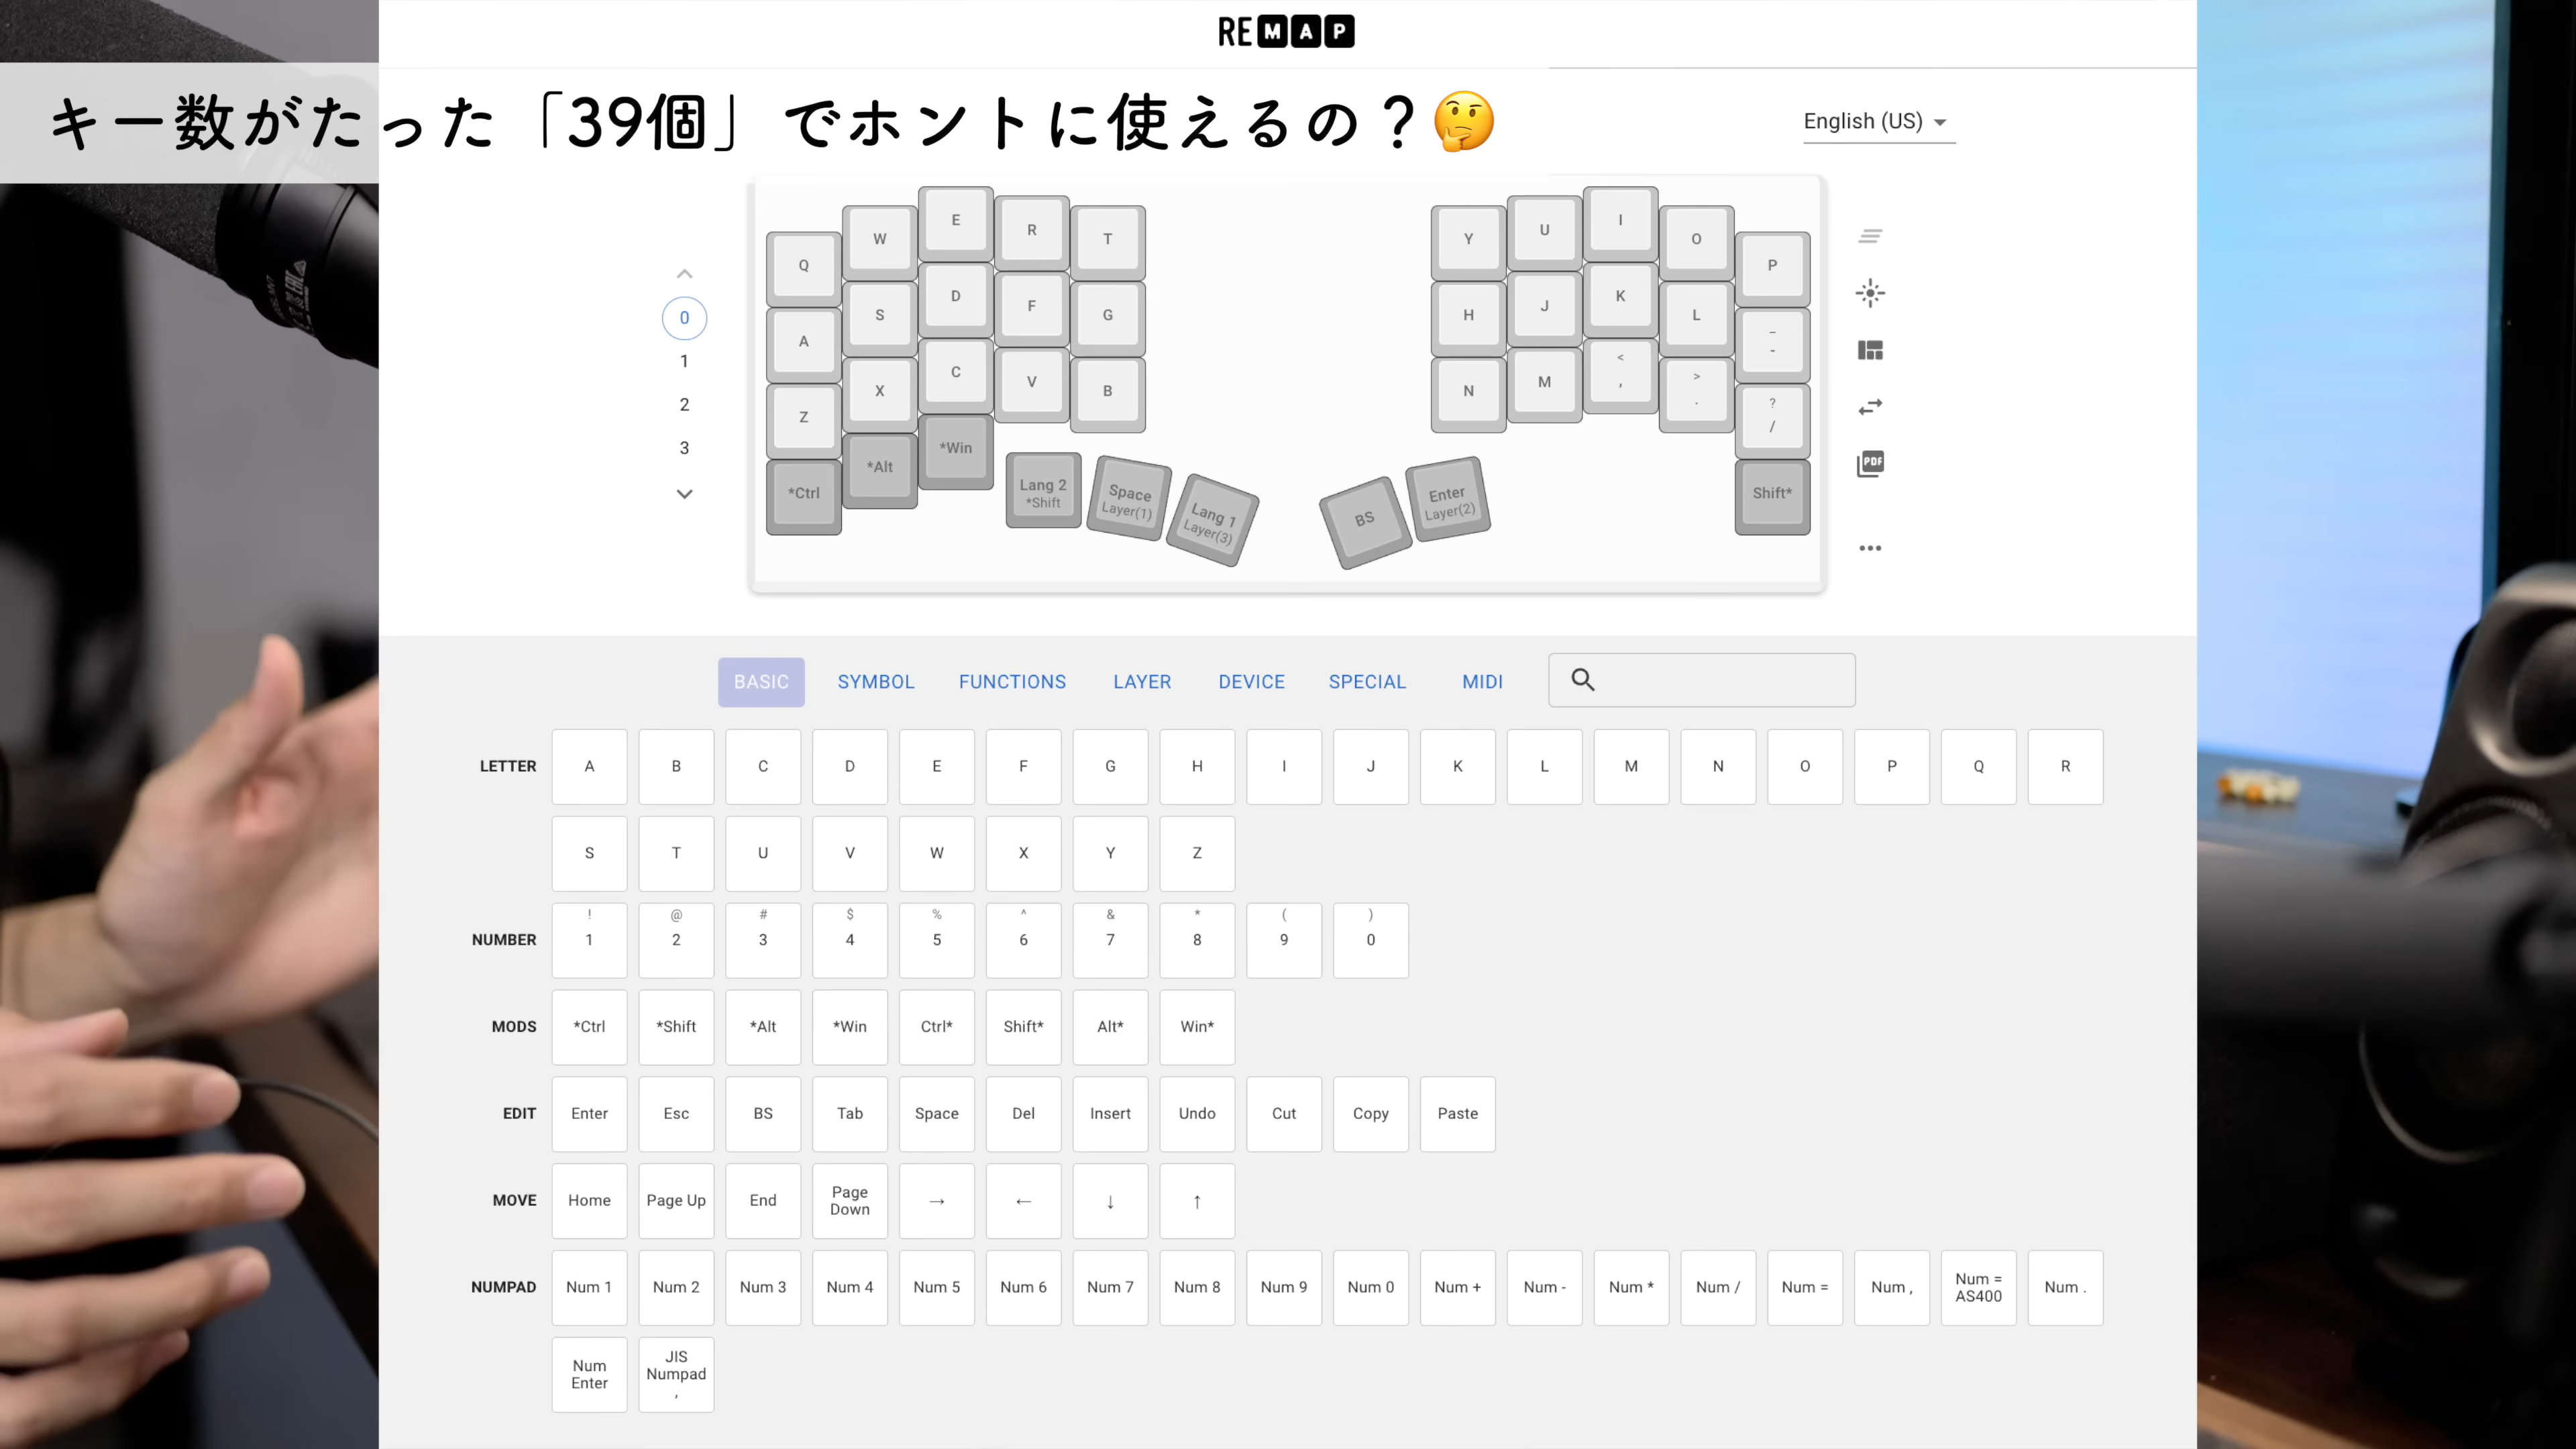 REMAP
キー数がたった「39個」でホントに使えるの？🤔
English (US)
0
1
2
3
Q W E R T Y U I O P
A S D F G H J K L _ -
Z X C V B N M < , > . ? /
*Ctrl *Alt *Win Lang 2 *Shift Space Layer(1) Lang 1 Layer(3) BS Enter Layer(2) Shift*
PDF
BASIC SYMBOL FUNCTIONS LAYER DEVICE SPECIAL MIDI
LETTER A B C D E F G H I J K L M N O P Q R
S T U V W X Y Z
NUMBER ! 1 @ 2 # 3 $ 4 % 5 ^ 6 & 7 * 8 ( 9 ) 0
MODS *Ctrl *Shift *Alt *Win Ctrl* Shift* Alt* Win*
EDIT Enter Esc BS Tab Space Del Insert Undo Cut Copy Paste
MOVE Home Page Up End Page Down → ← ↓ ↑
NUMPAD Num 1 Num 2 Num 3 Num 4 Num 5 Num 6 Num 7 Num 8 Num 9 Num 0 Num + Num - Num * Num / Num = Num , Num = AS400 Num .
Num Enter JIS Numpad ,